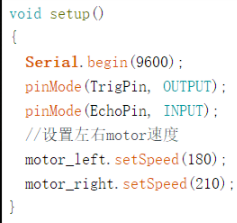 void setup()
{
  Serial.begin(9600);
  pinMode(TrigPin, OUTPUT);
  pinMode(EchoPin, INPUT);
  //设置左右motor速度
  motor_left.setSpeed(180);
  motor_right.setSpeed(210);
}